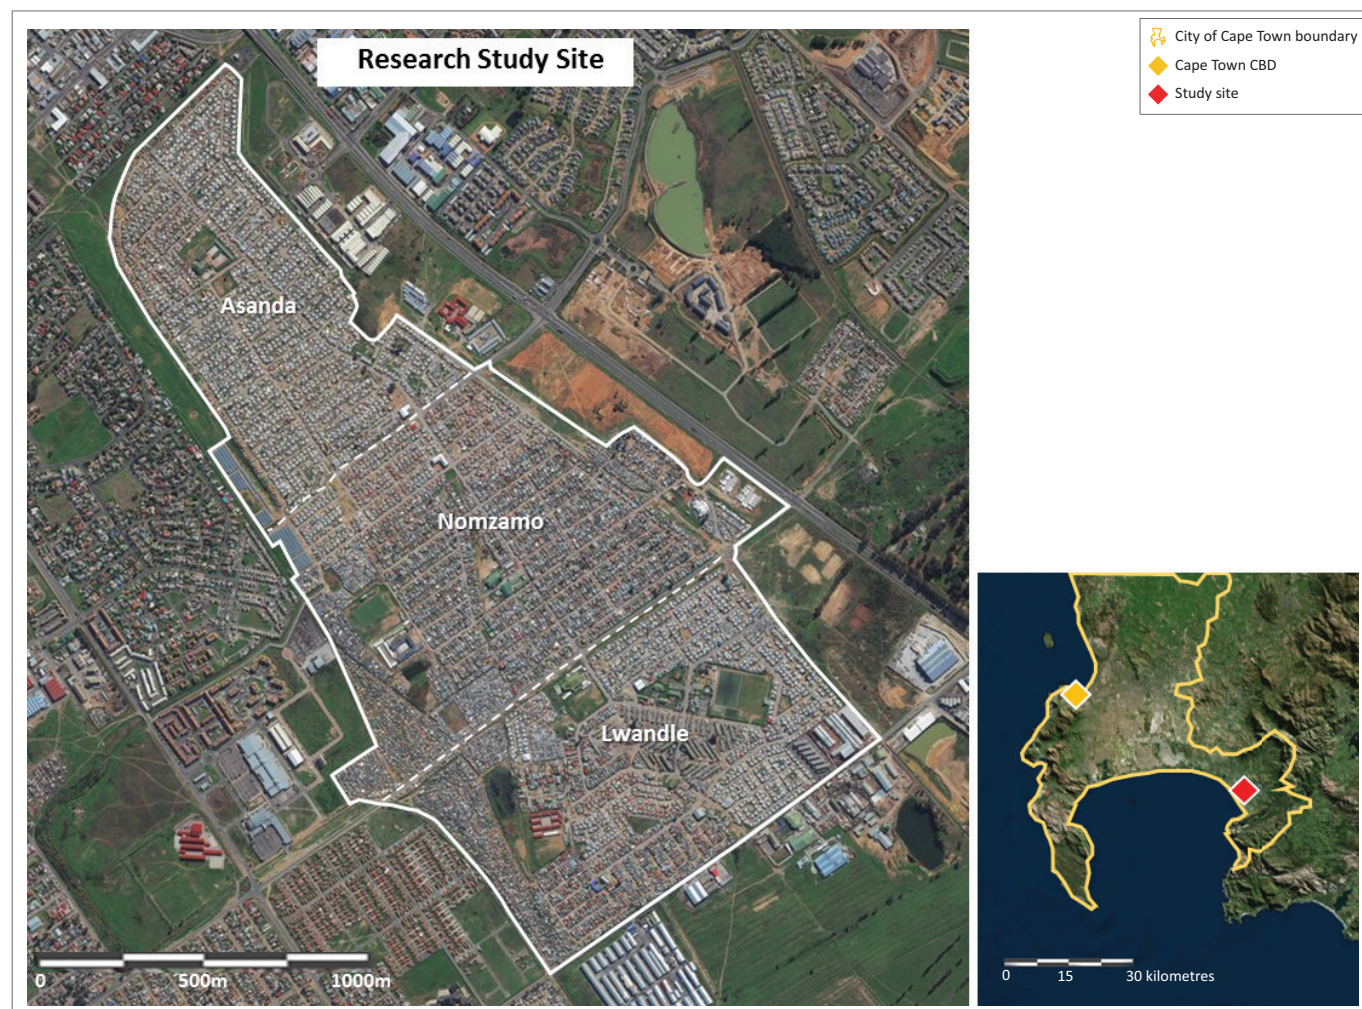 Research Study Site
City of Cape Town boundary
Cape Town CBD
Study site
Asanda
Nomzamo
Lwandle
0 500m 1000m
0 15 30 kilometres